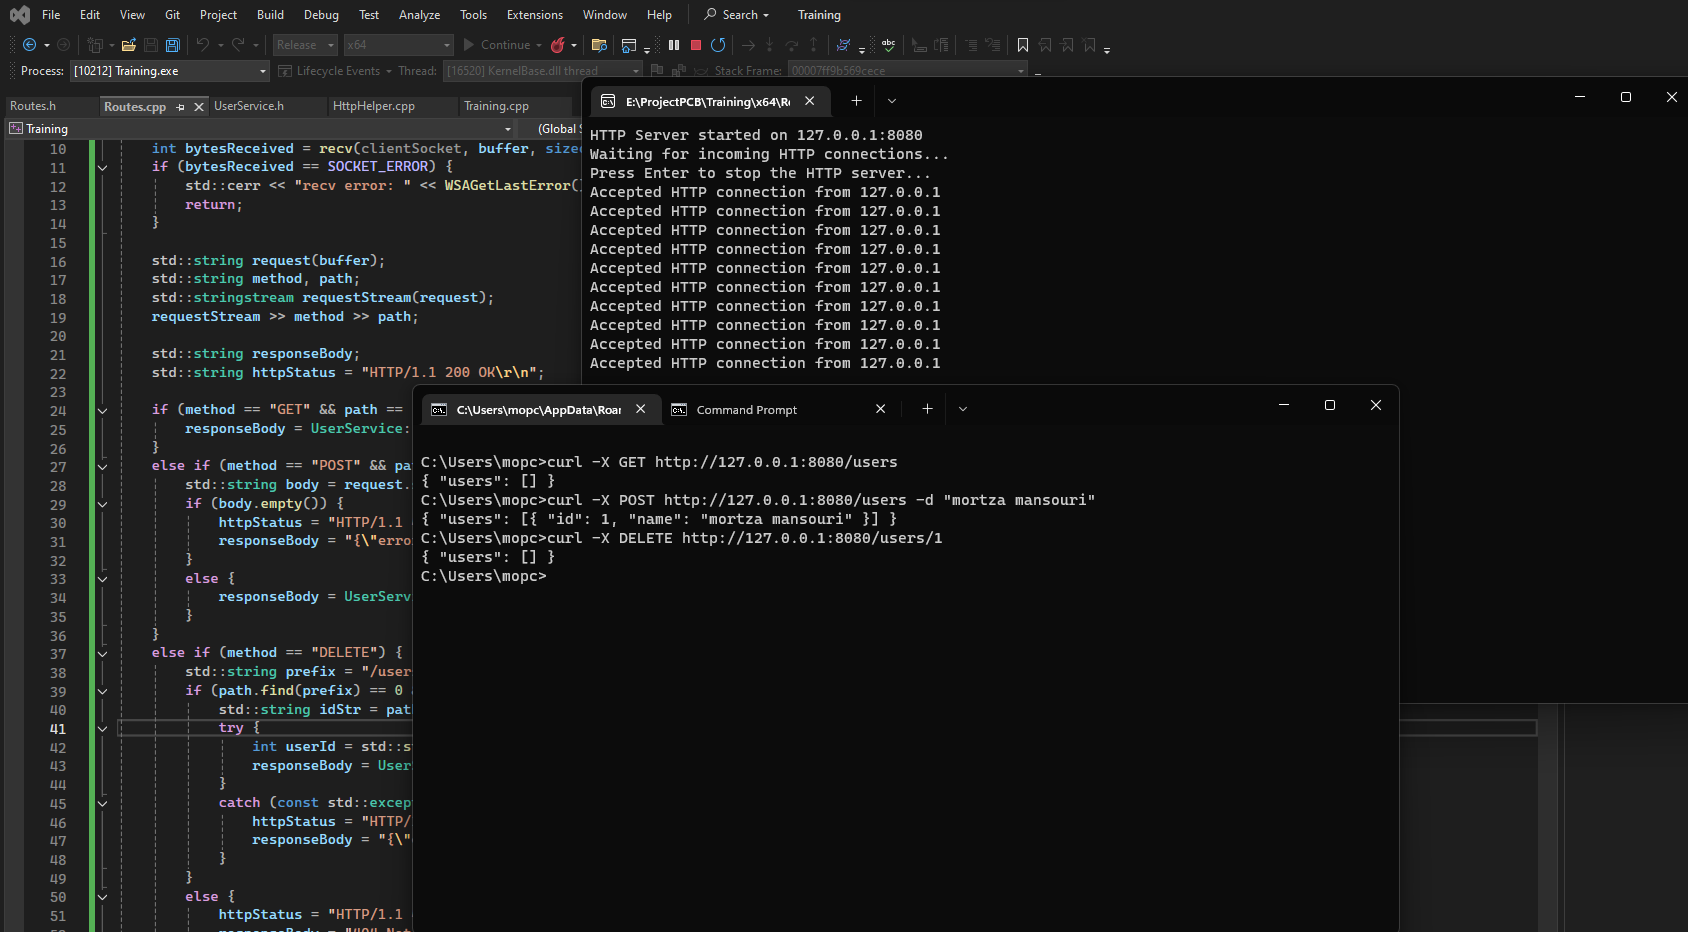 File Edit View Git Project Build Debug Test Analyze Tools Extensions Window Help Search Training
Release x64 Continue
Process: [10212] Training.exe Lifecycle Events Thread: [16520] KernelBase.dll thread Stack Frame: 00007ff9b569cece
Routes.h Routes.cpp UserService.h HttpHelper.cpp Training.cpp
Training (Global S
10 int bytesReceived = recv(clientSocket, buffer, sizeo
11 if (bytesReceived == SOCKET_ERROR) {
12 std::cerr << "recv error: " << WSAGetLastError()
13 return;
14 }
15
16 std::string request(buffer);
17 std::string method, path;
18 std::stringstream requestStream(request);
19 requestStream >> method >> path;
20
21 std::string responseBody;
22 std::string httpStatus = "HTTP/1.1 200 OK\r\n";
23
24 if (method == "GET" && path ==
25 responseBody = UserService:
26 }
27 else if (method == "POST" && pa
28 std::string body = request.
29 if (body.empty()) {
30 httpStatus = "HTTP/1.1
31 responseBody = "{\"erro
32 }
33 else {
34 responseBody = UserServ
35 }
36 }
37 else if (method == "DELETE") {
38 std::string prefix = "/user
39 if (path.find(prefix) == 0
40 std::string idStr = pat
41 try {
42 int userId = std::s
43 responseBody = User
44 }
45 catch (const std::excep
46 httpStatus = "HTTP/
47 responseBody = "{\"
48 }
49 }
50 else {
51 httpStatus = "HTTP/1.1
E:\ProjectPCB\Training\x64\Re
HTTP Server started on 127.0.0.1:8080
Waiting for incoming HTTP connections...
Press Enter to stop the HTTP server...
Accepted HTTP connection from 127.0.0.1
Accepted HTTP connection from 127.0.0.1
Accepted HTTP connection from 127.0.0.1
Accepted HTTP connection from 127.0.0.1
Accepted HTTP connection from 127.0.0.1
Accepted HTTP connection from 127.0.0.1
Accepted HTTP connection from 127.0.0.1
Accepted HTTP connection from 127.0.0.1
Accepted HTTP connection from 127.0.0.1
Accepted HTTP connection from 127.0.0.1
C:\Users\mopc\AppData\Roar Command Prompt
C:\Users\mopc>curl -X GET http://127.0.0.1:8080/users
{ "users": [] }
C:\Users\mopc>curl -X POST http://127.0.0.1:8080/users -d "mortza mansouri"
{ "users": [{ "id": 1, "name": "mortza mansouri" }] }
C:\Users\mopc>curl -X DELETE http://127.0.0.1:8080/users/1
{ "users": [] }
C:\Users\mopc>